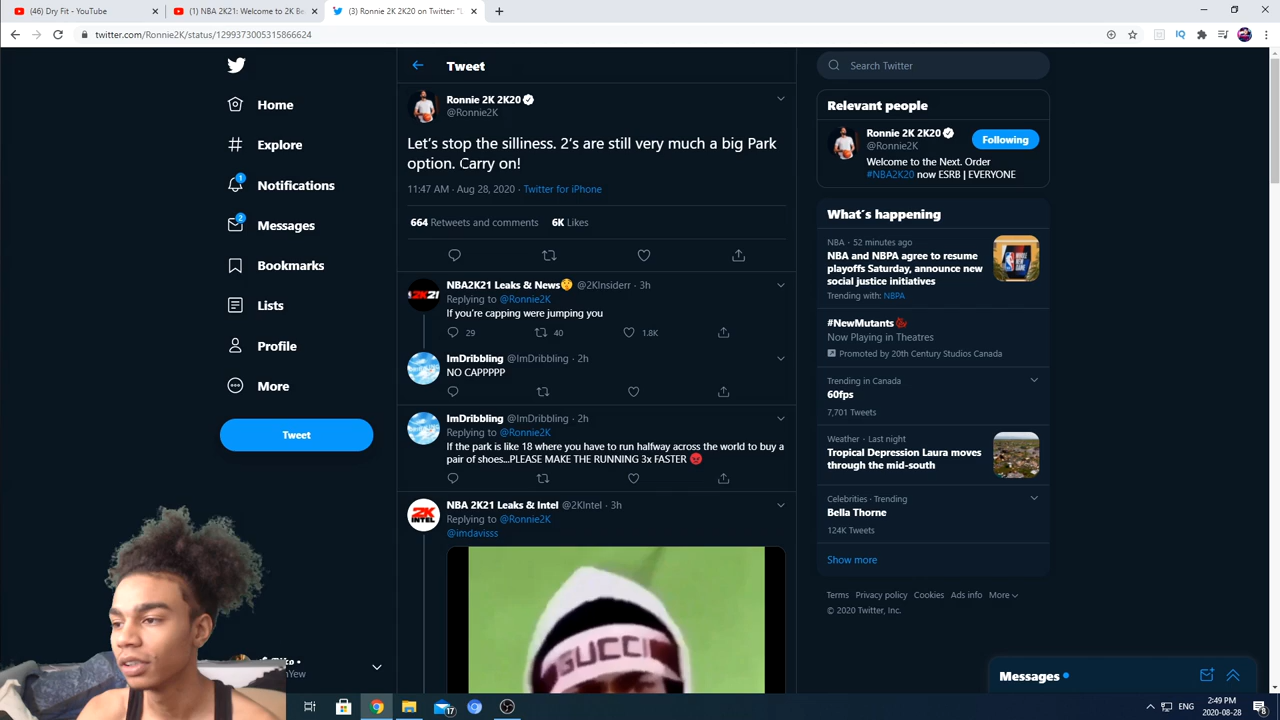 (46) Dry Fit - YouTube
(1) NBA 2K21: Welcome to 2K Be
(3) Ronnie 2K 2K20 on Twitter: "L
twitter.com/Ronnie2K/status/1299373005315866624
IQ
Home
Explore
1
Notifications
2
Messages
Bookmarks
Lists
Profile
More
Tweet
Tweet
Ronnie 2K 2K20
@Ronnie2K
Let's stop the silliness. 2's are still very much a big Park
option. Carry on!
11:47 AM · Aug 28, 2020 · Twitter for iPhone
664 Retweets and comments 6K Likes
NBA2K21 Leaks & News🤫 @2KInsiderr · 3h
Replying to @Ronnie2K
If you're capping were jumping you
29 40 1.8K
2K21
ImDribbling @ImDribbling · 2h
NO CAPPPPP
ImDribbling @ImDribbling · 2h
Replying to @Ronnie2K
If the park is like 18 where you have to run halfway across the world to buy a
pair of shoes...PLEASE MAKE THE RUNNING 3x FASTER 😡
NBA 2K21 Leaks & Intel @2KIntel · 3h
Replying to @Ronnie2K
@imdavisss
2K
INTEL
GUCCI
Search Twitter
Relevant people
Ronnie 2K 2K20
@Ronnie2K
Following
Welcome to the Next. Order
#NBA2K20 now ESRB | EVERYONE
What's happening
NBA · 52 minutes ago
NBA and NBPA agree to resume
playoffs Saturday, announce new
social justice initiatives
Trending with: NBPA
#NewMutants
Now Playing in Theatres
Promoted by 20th Century Studios Canada
Trending in Canada
60fps
7,701 Tweets
Weather · Last night
Tropical Depression Laura moves
through the mid-south
Celebrities · Trending
Bella Thorne
124K Tweets
Show more
Terms Privacy policy Cookies Ads info More
© 2020 Twitter, Inc.
Messages
17
ENG
2:49 PM
2020-08-28
8